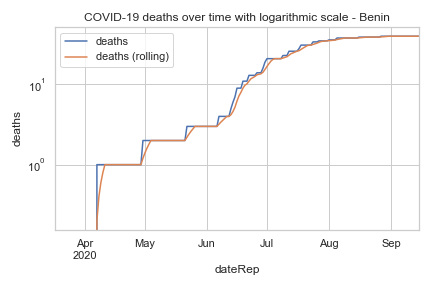 COVID-19 deaths over time with logarithmic scale - Benin
deaths
deaths (rolling)
10¹
10⁰
deaths
Apr
2020
May
Jun
Jul
Aug
Sep
dateRep